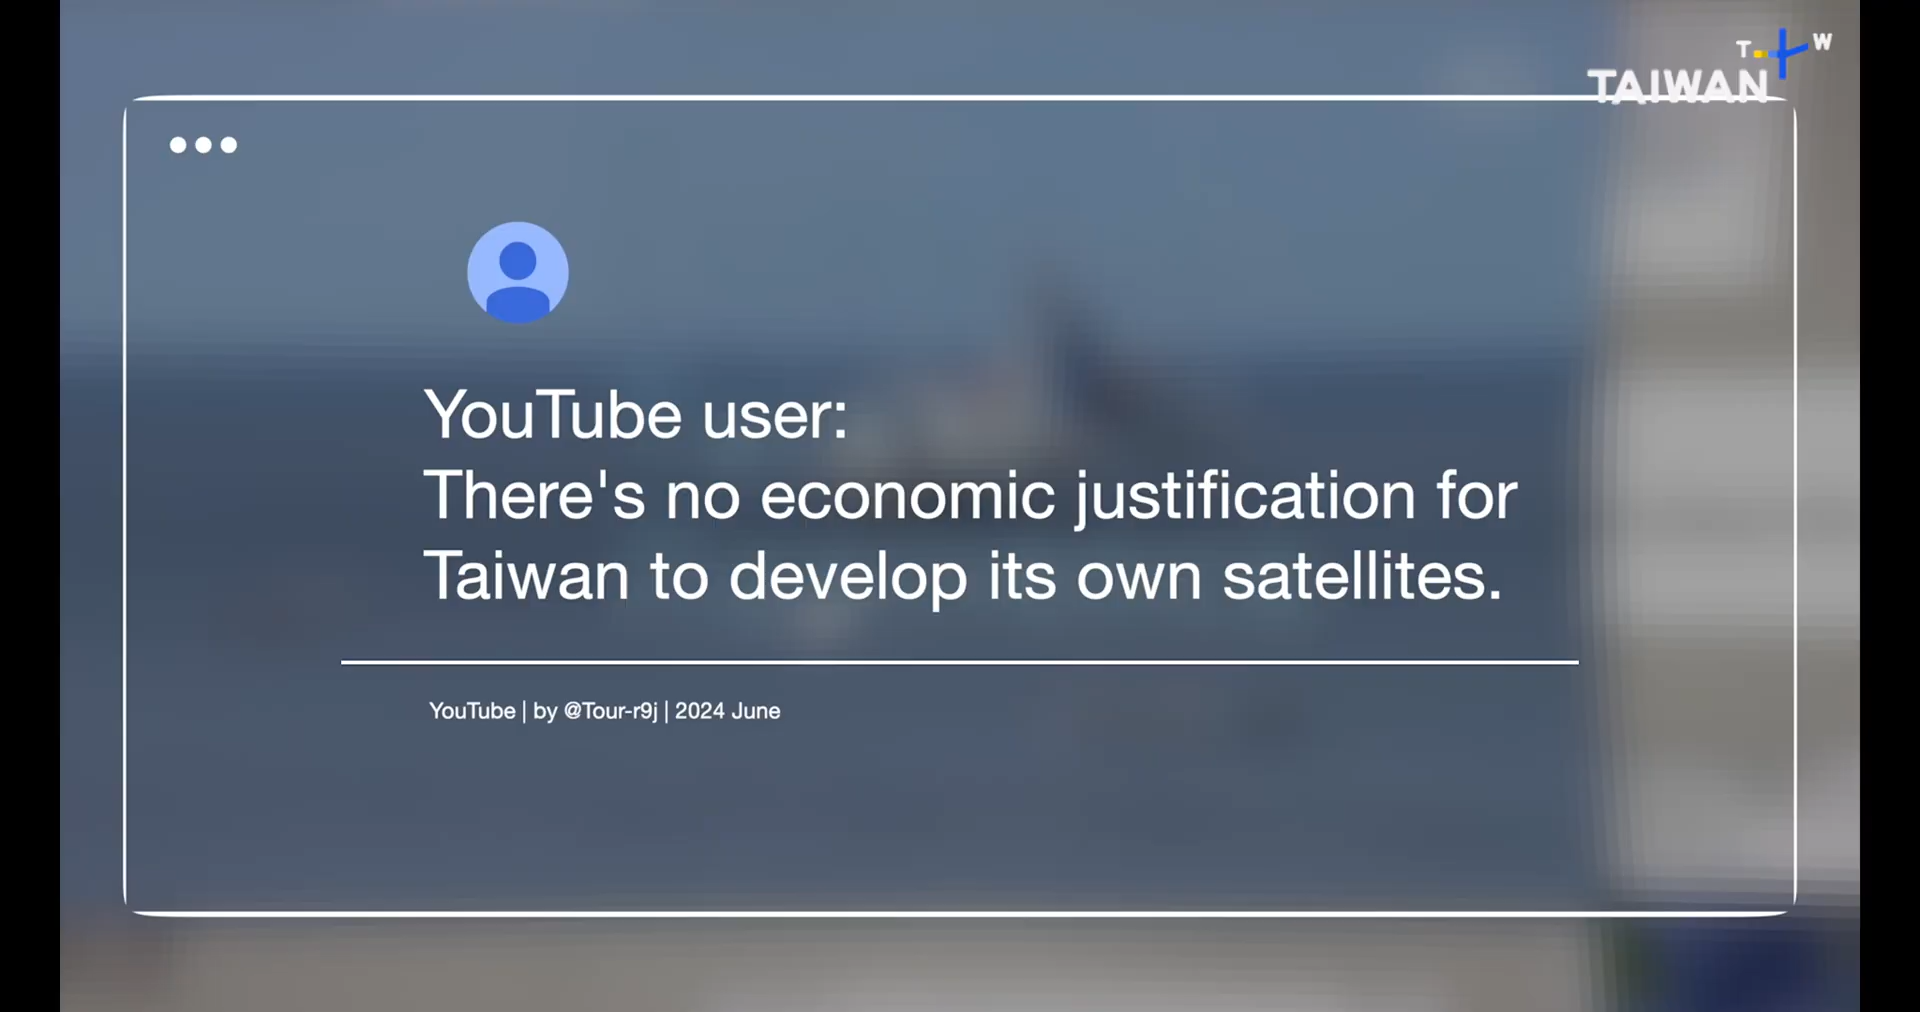 T W
TAIWAN
YouTube user:
There's no economic justification for
Taiwan to develop its own satellites.
YouTube | by @Tour-r9j | 2024 June